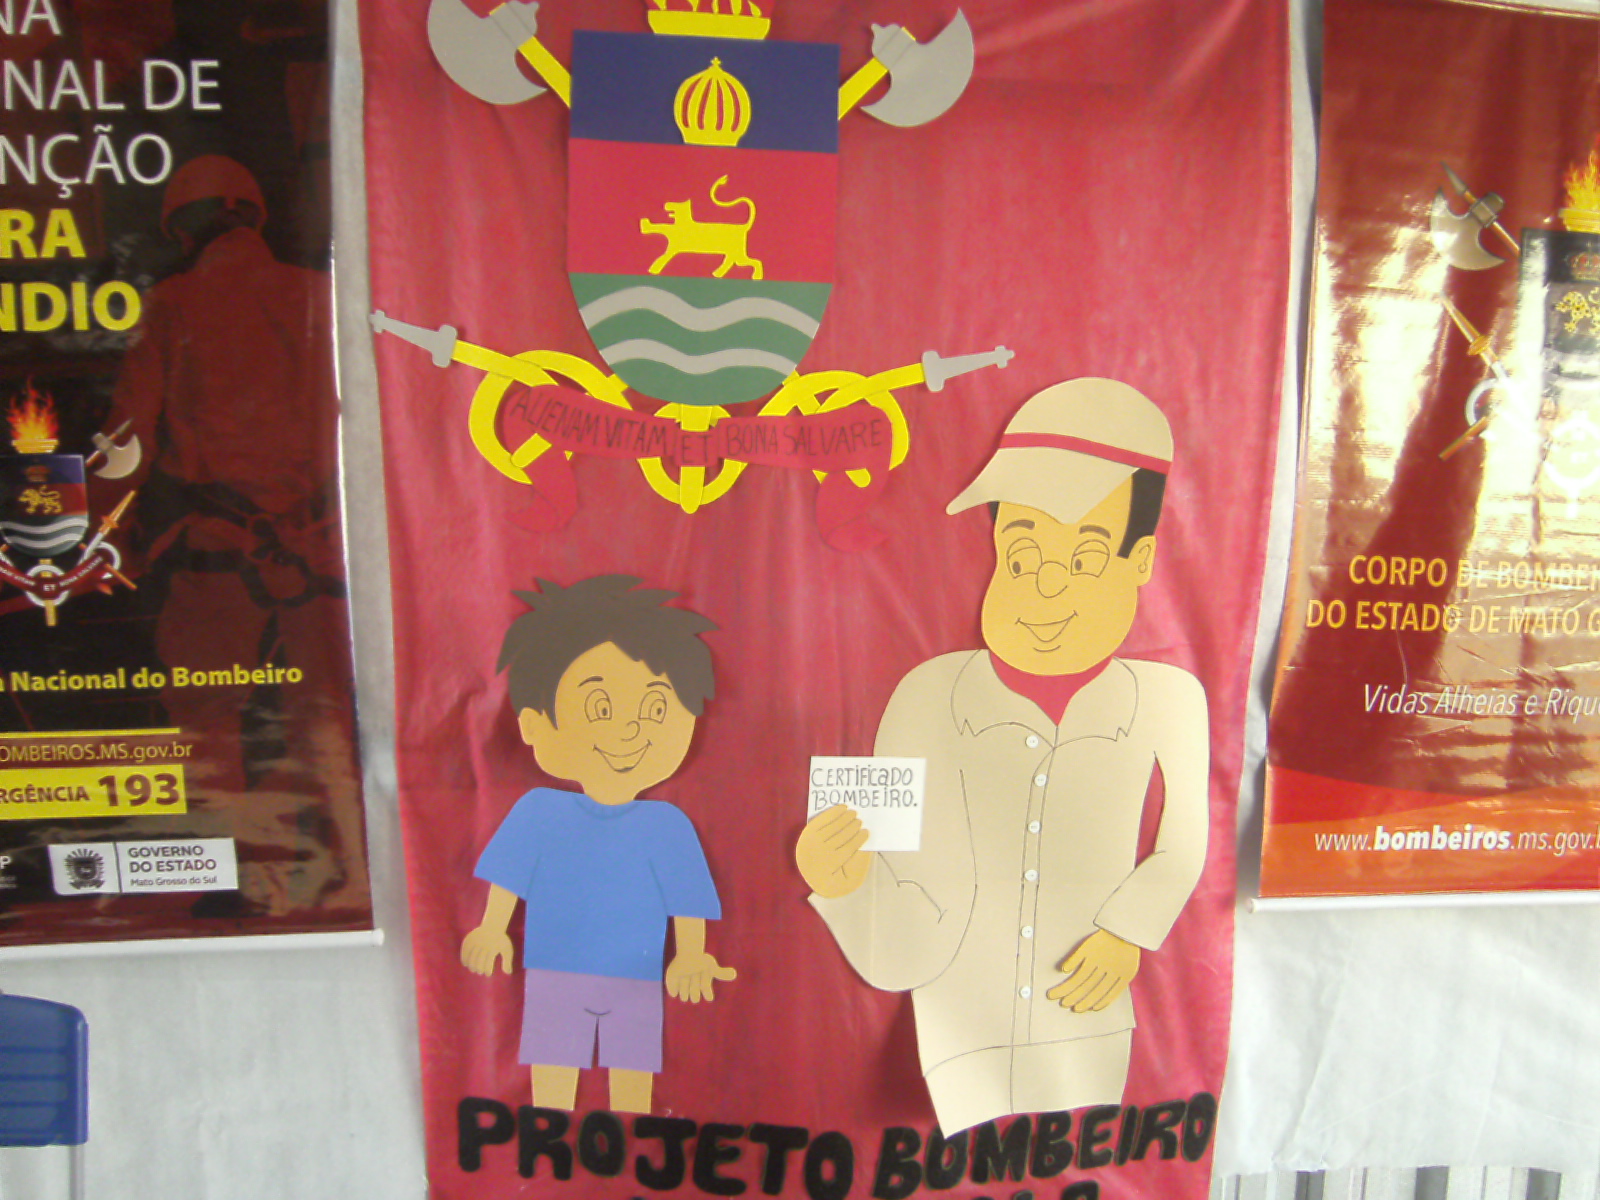 NAL DE
NÇÃO
RA
NDIO
Nacional do Bombeiro
OMBEIROS.MS.gov.br
RGÊNCIA 193
GOVERNO
DO ESTADO
Mato Grosso do Sul
ALIENAM VITAM ET BONA SALVARE
CERTIFICADO
BOMBEIRO.
PROJETO BOMBEIRO
CORPO DE BOMBEI
DO ESTADO DE MATO G
Vidas Alheias e Riqu
www.bombeiros.ms.gov.b